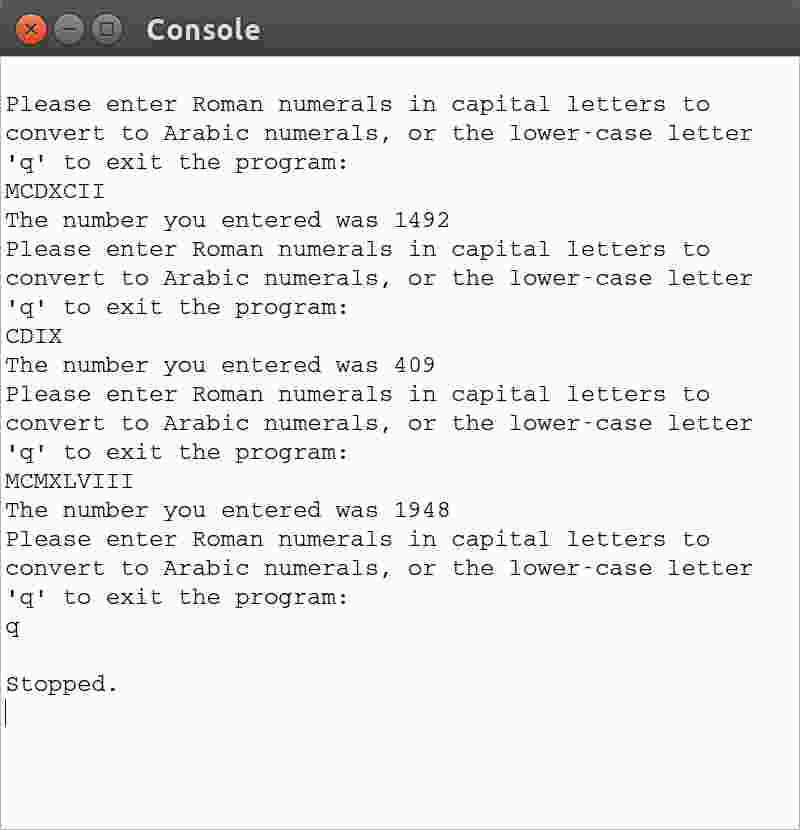 Console
Please enter Roman numerals in capital letters to
convert to Arabic numerals, or the lower-case letter
'q' to exit the program:
MCDXCII
The number you entered was 1492
Please enter Roman numerals in capital letters to
convert to Arabic numerals, or the lower-case letter
'q' to exit the program:
CDIX
The number you entered was 409
Please enter Roman numerals in capital letters to
convert to Arabic numerals, or the lower-case letter
'q' to exit the program:
MCMXLVIII
The number you entered was 1948
Please enter Roman numerals in capital letters to
convert to Arabic numerals, or the lower-case letter
'q' to exit the program:
q
Stopped.